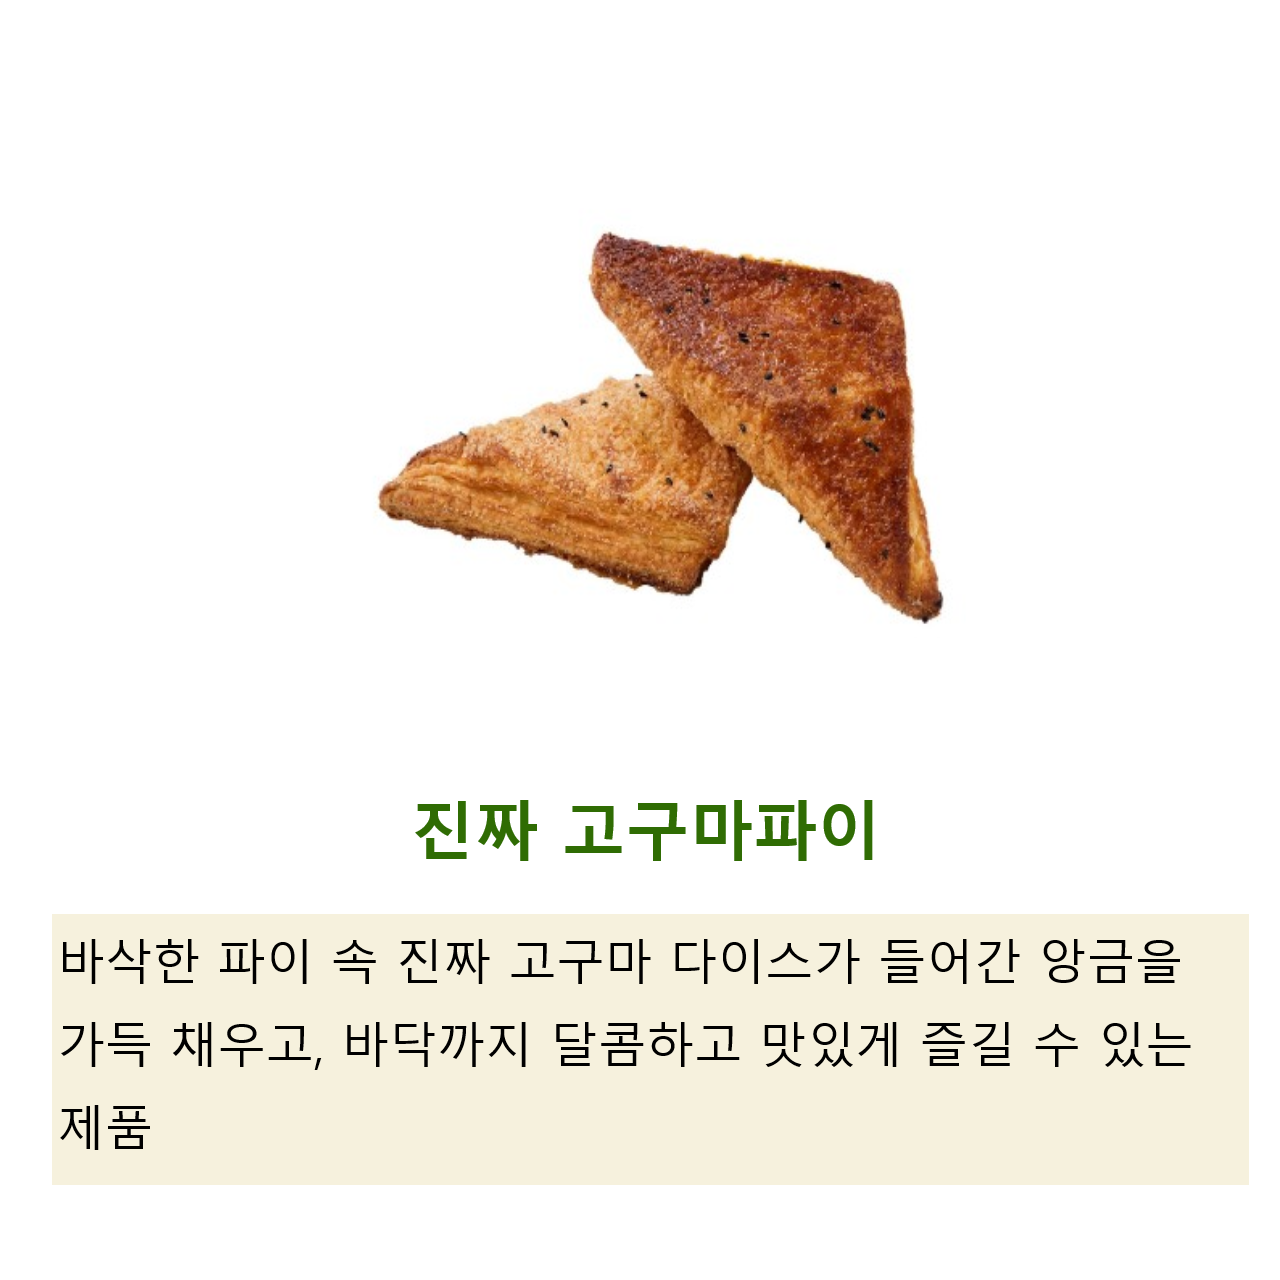 진짜 고구마파이
바삭한 파이 속 진짜 고구마 다이스가 들어간 앙금을
가득 채우고, 바닥까지 달콤하고 맛있게 즐길 수 있는
제품